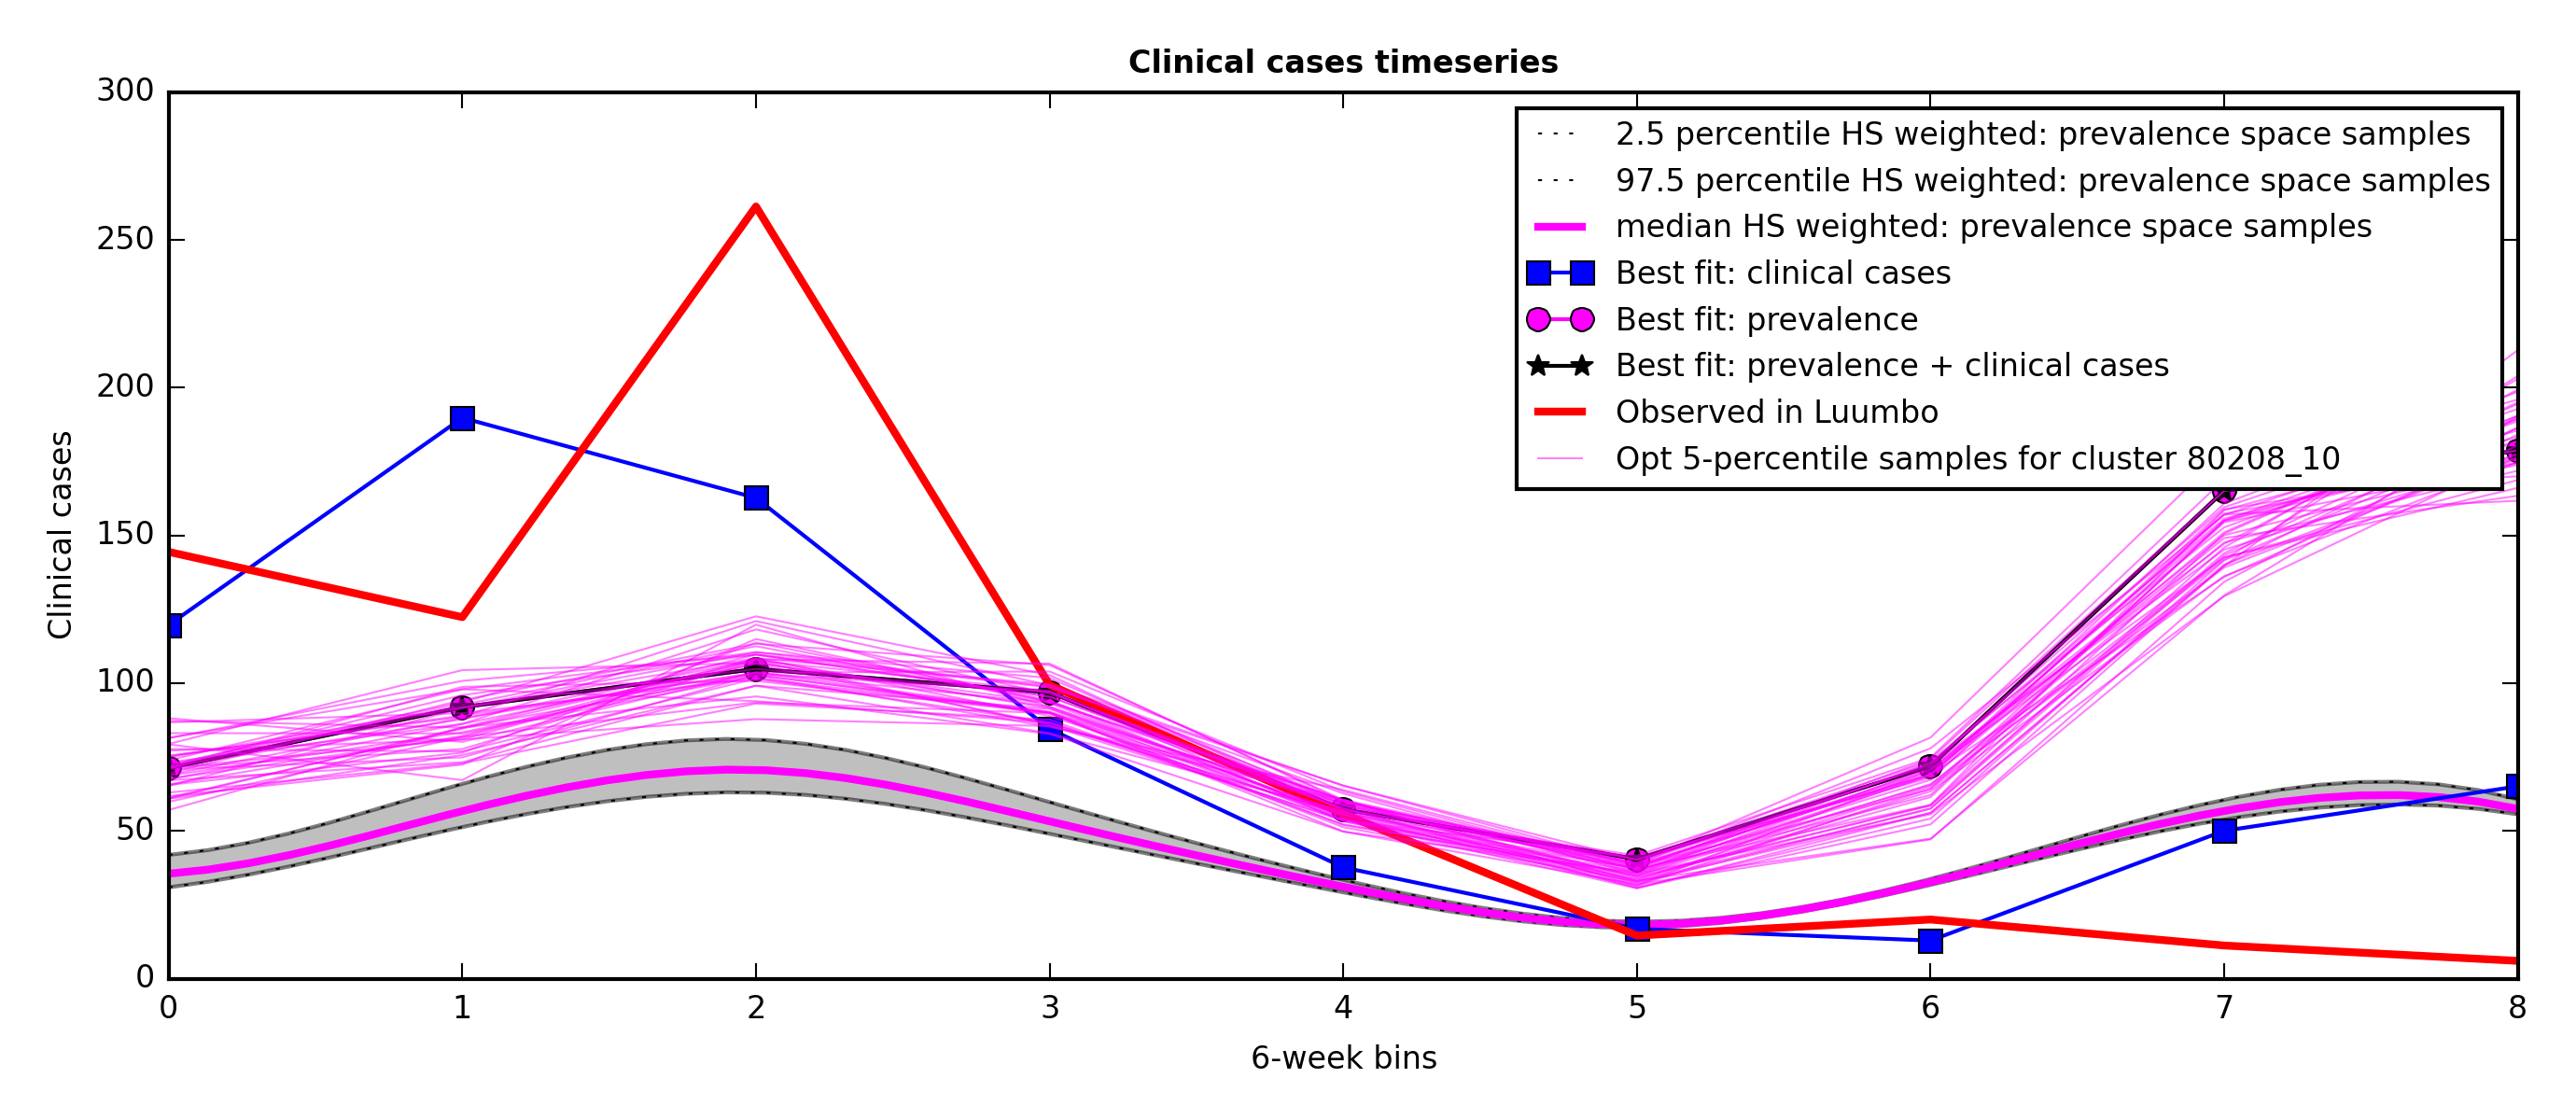 Clinical cases timeseries
300
250
200
150
100
50
0
Clinical cases
2.5 percentile HS weighted: prevalence space samples
97.5 percentile HS weighted: prevalence space samples
median HS weighted: prevalence space samples
Best fit: clinical cases
Best fit: prevalence
Best fit: prevalence + clinical cases
Observed in Luumbo
Opt 5-percentile samples for cluster 80208_10
0 1 2 3 4 5 6 7 8
6-week bins